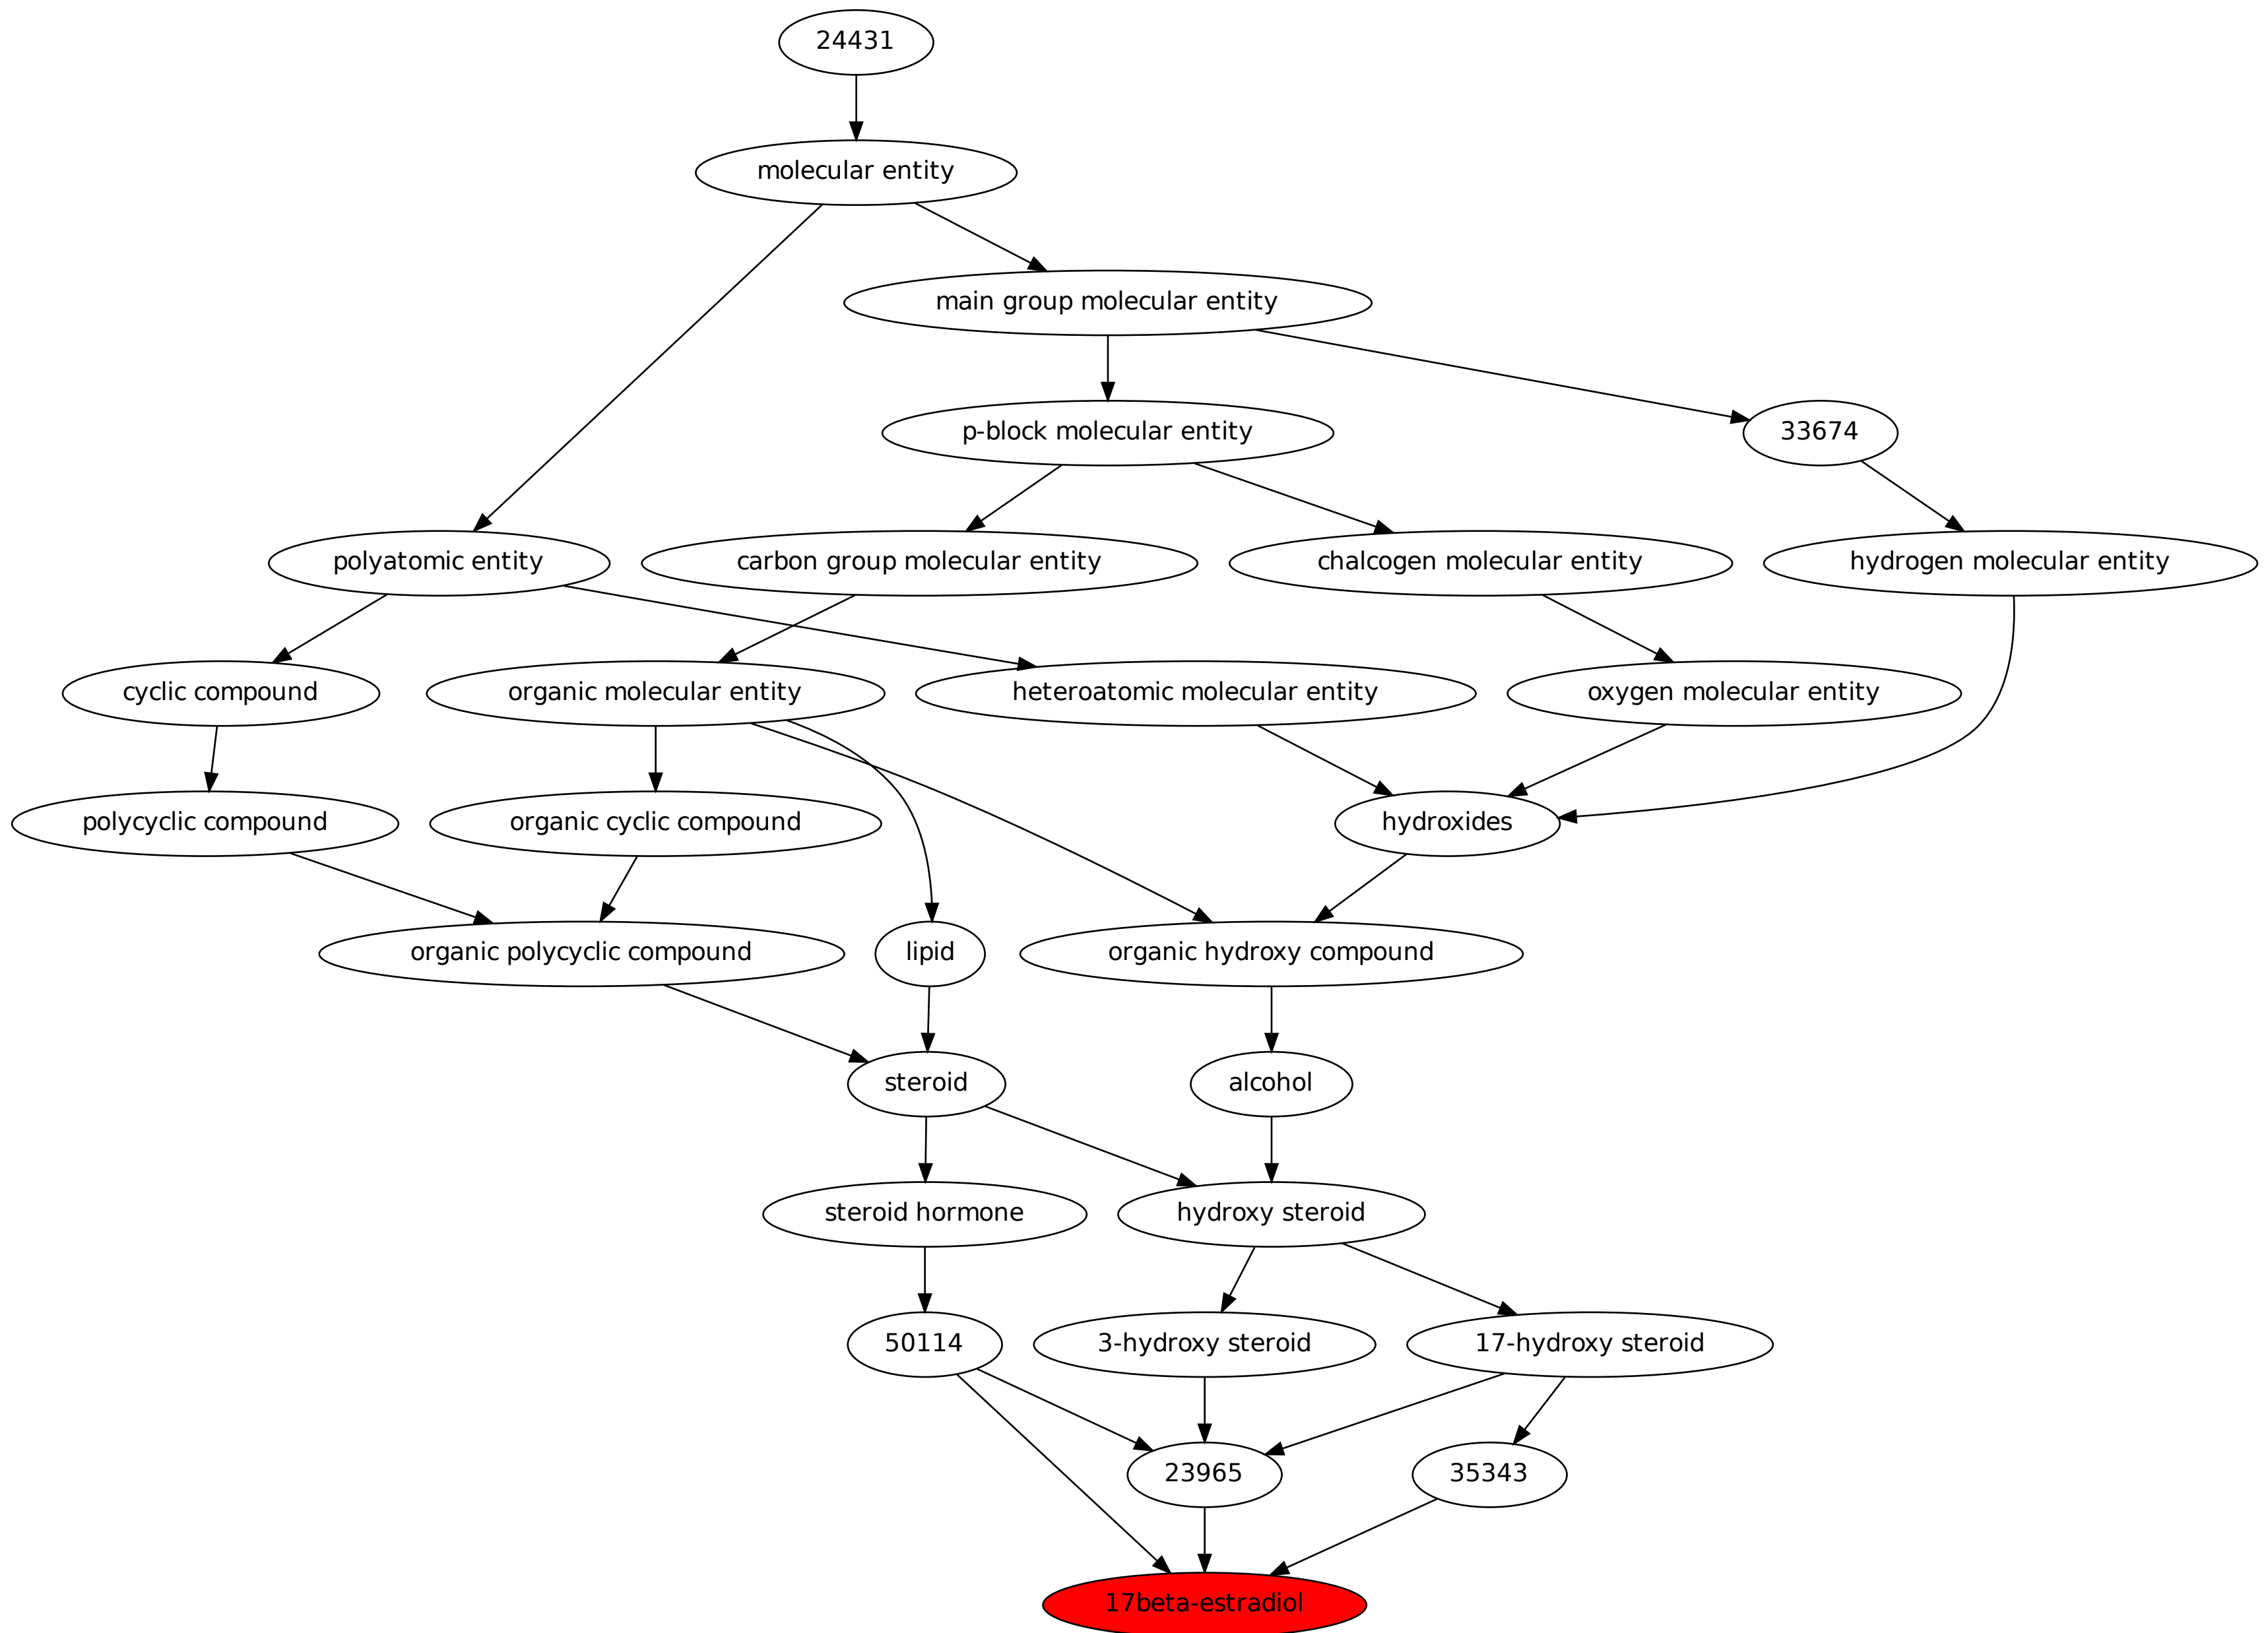 24431
molecular entity
main group molecular entity
p-block molecular entity
33674
polyatomic entity
carbon group molecular entity
chalcogen molecular entity
hydrogen molecular entity
cyclic compound
organic molecular entity
heteroatomic molecular entity
oxygen molecular entity
polycyclic compound
organic cyclic compound
hydroxides
organic polycyclic compound
lipid
organic hydroxy compound
steroid
alcohol
steroid hormone
hydroxy steroid
50114
3-hydroxy steroid
17-hydroxy steroid
23965
35343
17beta-estradiol